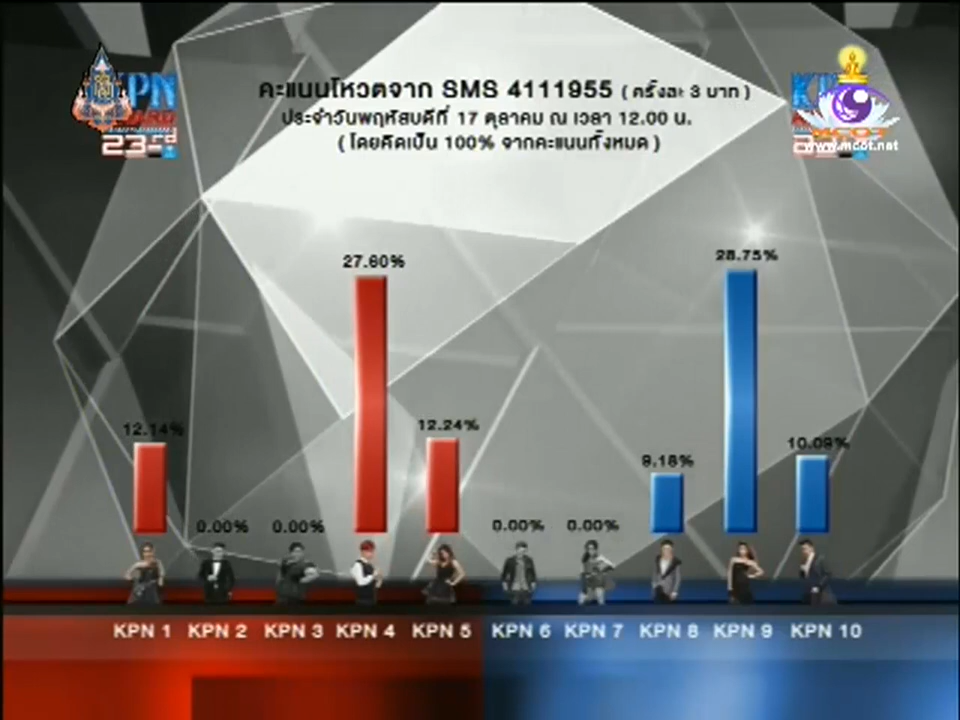 KPN
AWARD
23rd
คะแนนโหวตจาก SMS 4111955 ( ครั้งละ 3 บาท )
ประจำวันพฤหัสบดีที่ 17 ตุลาคม ณ เวลา 12.00 น.
( โดยคิดเป็น 100% จากคะแนนทั้งหมด )
MCOT
www.mcot.net
12.14% 0.00% 0.00% 27.60% 12.24% 0.00% 0.00% 9.18% 28.75% 10.09%
KPN 1 KPN 2 KPN 3 KPN 4 KPN 5 KPN 6 KPN 7 KPN 8 KPN 9 KPN 10